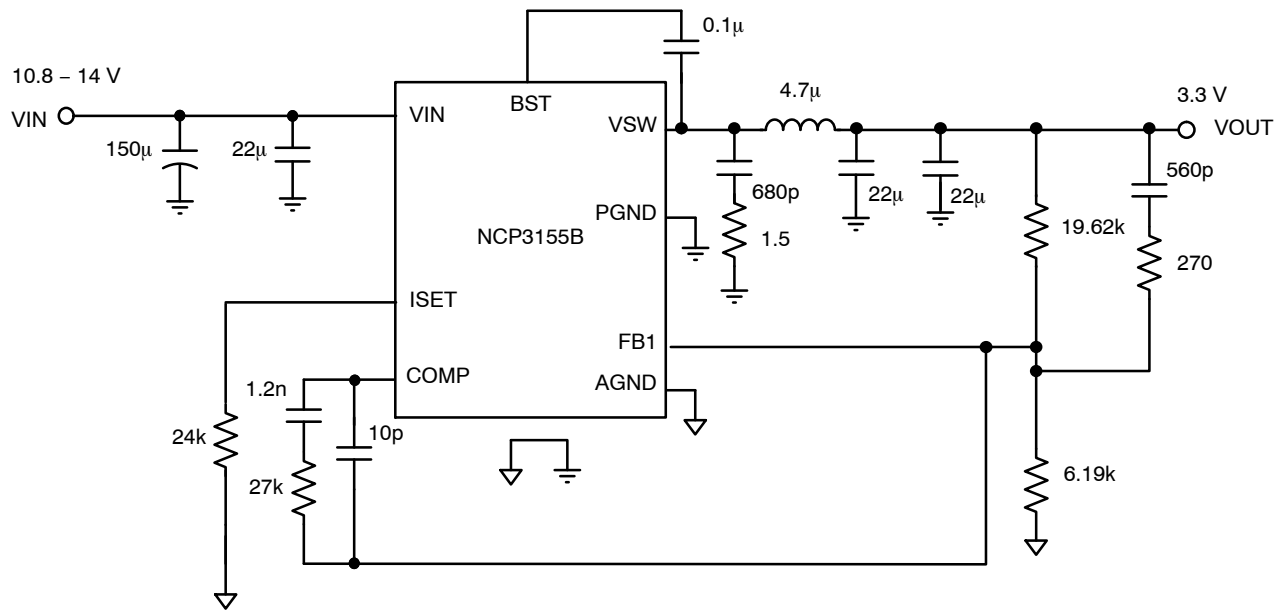 0.1μ
10.8 – 14 V
VIN
150μ
22μ
VIN
BST
VSW
4.7μ
3.3 V
VOUT
680p
1.5
22μ
22μ
560p
19.62k
270
PGND
NCP3155B
ISET
FB1
COMP
AGND
1.2n
10p
24k
27k
6.19k